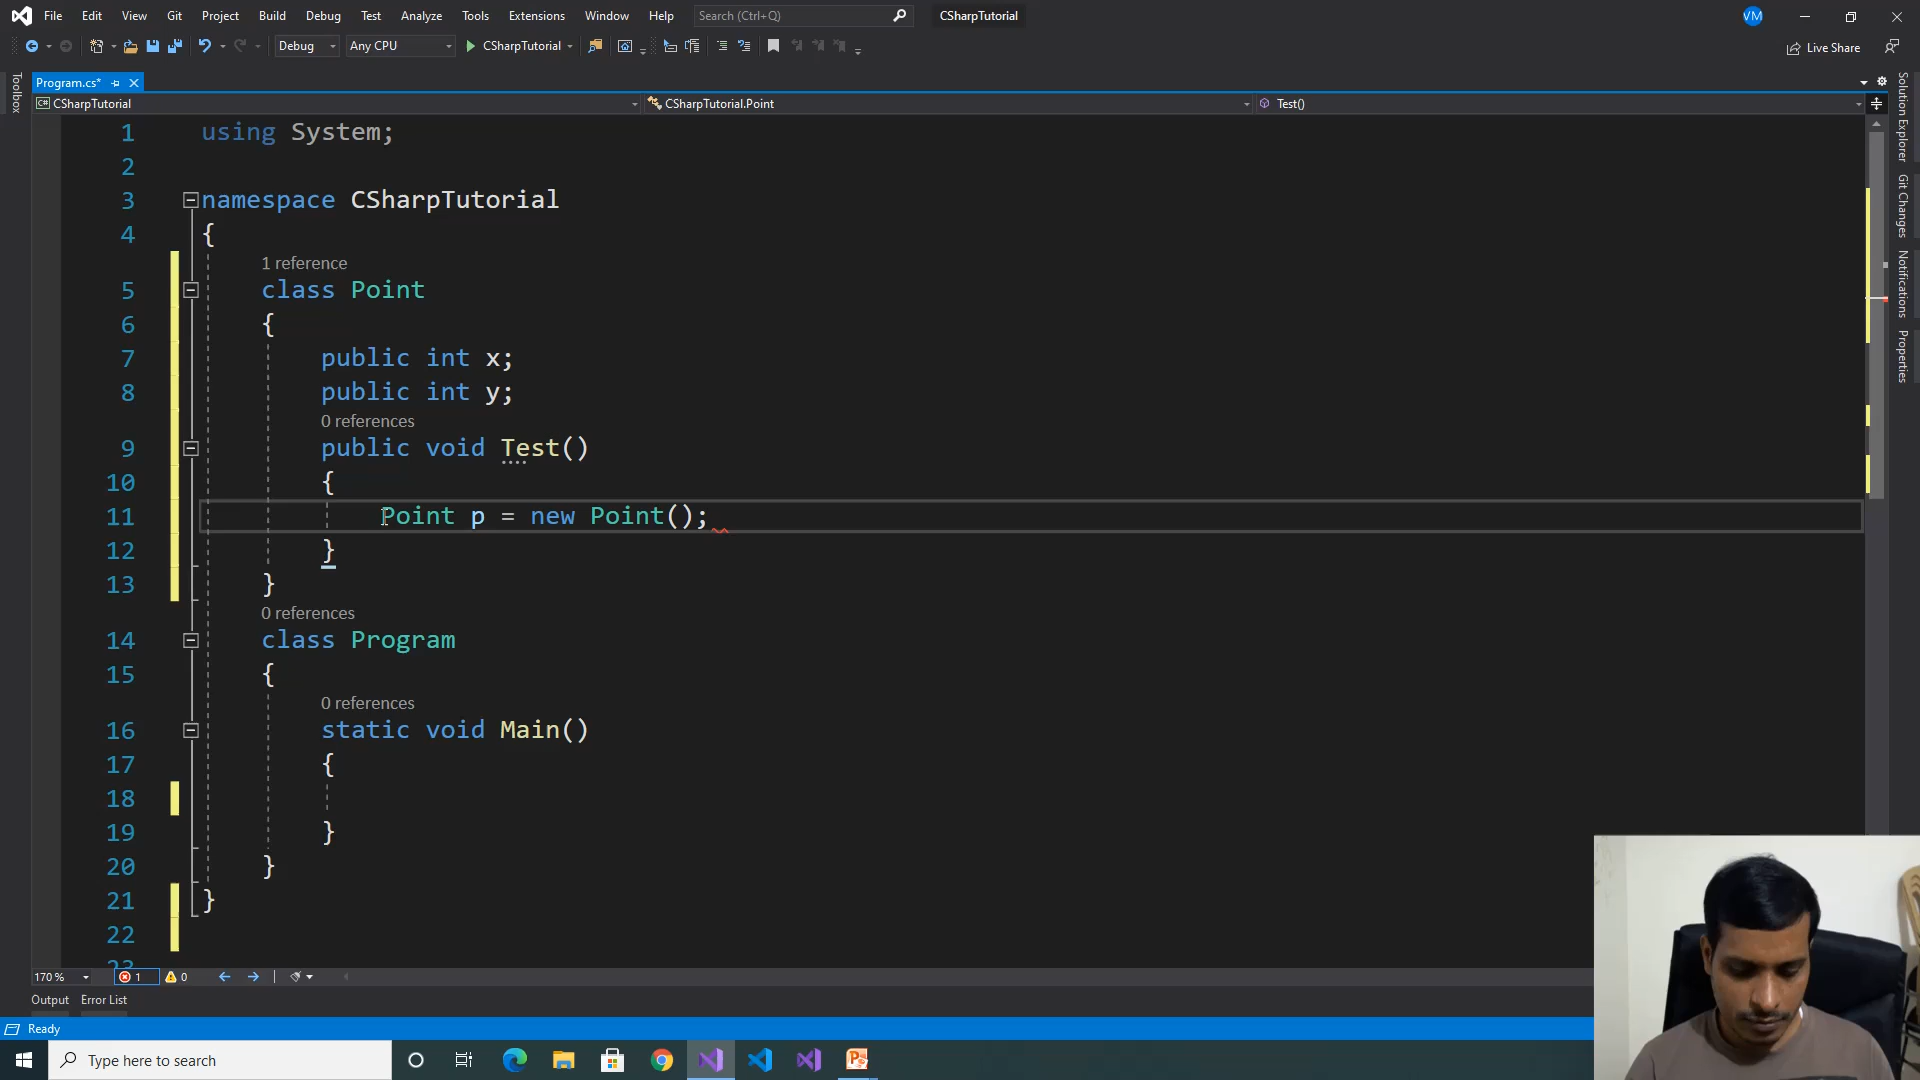 File Edit View Git Project Build Debug Test Analyze Tools Extensions Window Help Search (Ctrl+Q) CSharpTutorial VM
Debug Any CPU CSharpTutorial Live Share
Program.cs*
CSharpTutorial CSharpTutorial.Point Test()
Toolbox
Solution Explorer
Git Changes
Notifications
Properties
1 using System;
2
3 namespace CSharpTutorial
4 {
1 reference
5 class Point
6 {
7 public int x;
8 public int y;
0 references
9 public void Test()
10 {
11 Point p = new Point();
12 }
13 }
0 references
14 class Program
15 {
0 references
16 static void Main()
17 {
18
19 }
20 }
21 }
22
23
170 % 1 0
Output Error List
Ready
Type here to search